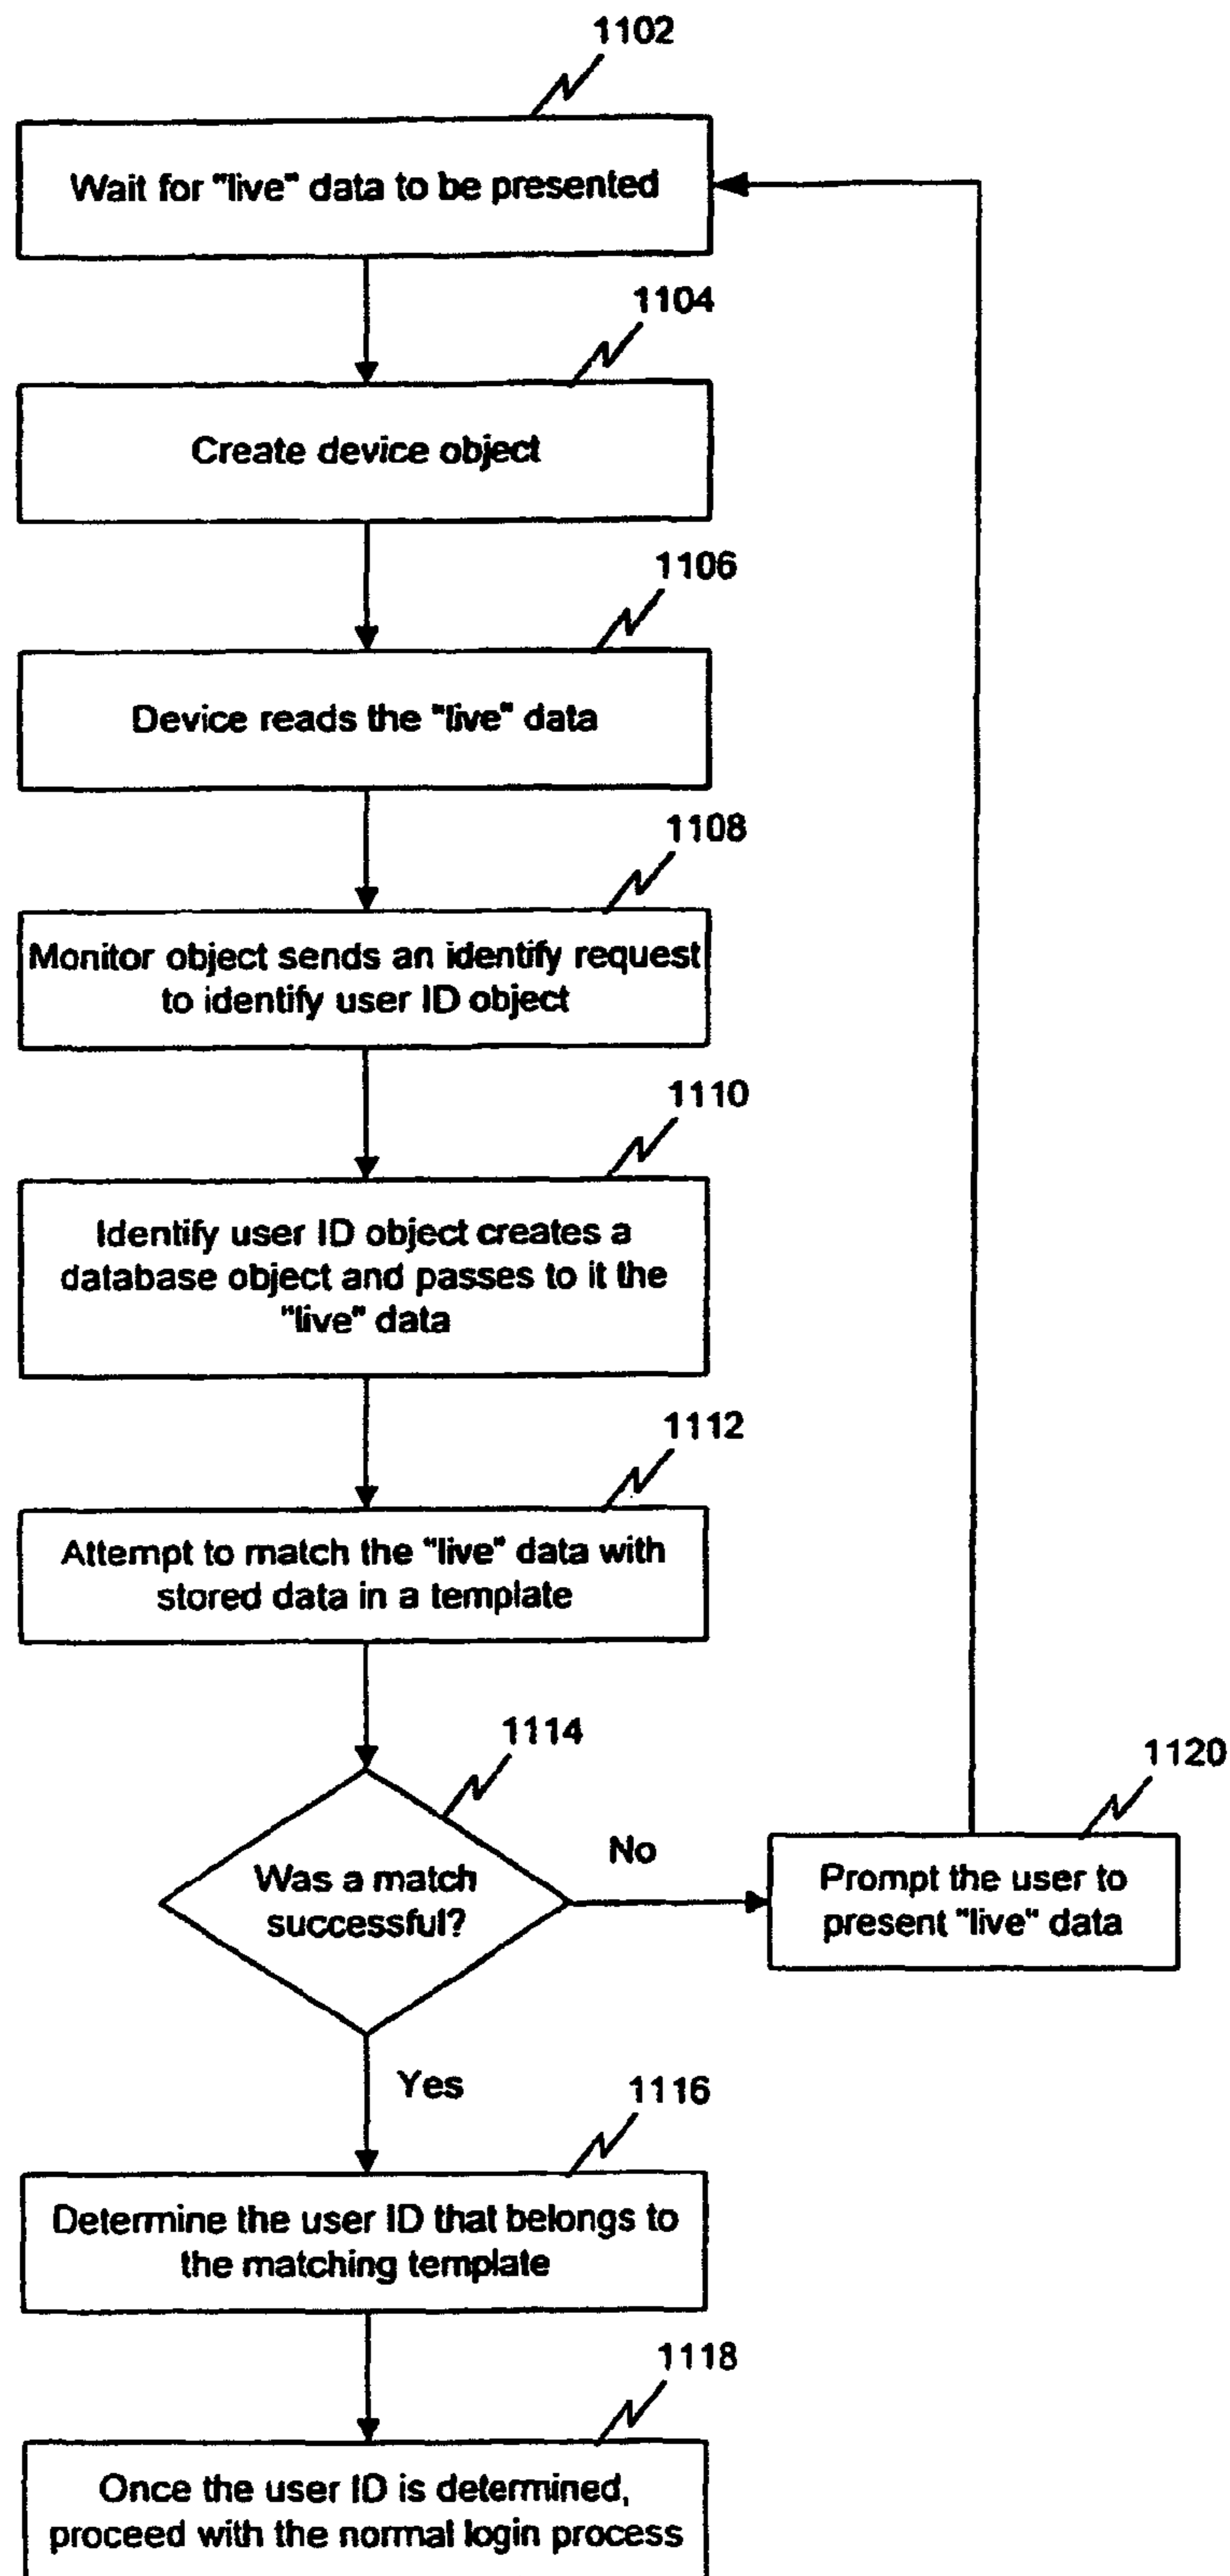 1102
Wait for "live" data to be presented
1104
Create device object
1106
Device reads the "live" data
1108
Monitor object sends an identify request
to identify user ID object
1110
Identify user ID object creates a
database object and passes to it the
"live" data
1112
Attempt to match the "live" data with
stored data in a template
1114
Was a match
successful?
No
1120
Prompt the user to
present "live" data
Yes
1116
Determine the user ID that belongs to
the matching template
1118
Once the user ID is determined,
proceed with the normal login process